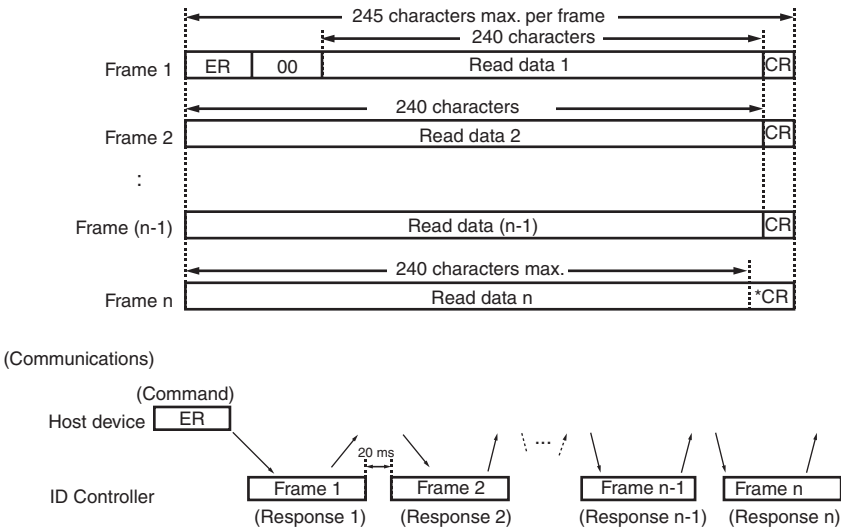 245 characters max. per frame
240 characters
Frame 1 ER 00 Read data 1 CR
240 characters
Frame 2 Read data 2 CR
:
Frame (n-1) Read data (n-1) CR
240 characters max.
Frame n Read data n *CR
(Communications)
(Command)
Host device ER
...
20 ms
ID Controller Frame 1 Frame 2 Frame n-1 Frame n
(Response 1) (Response 2) (Response n-1) (Response n)